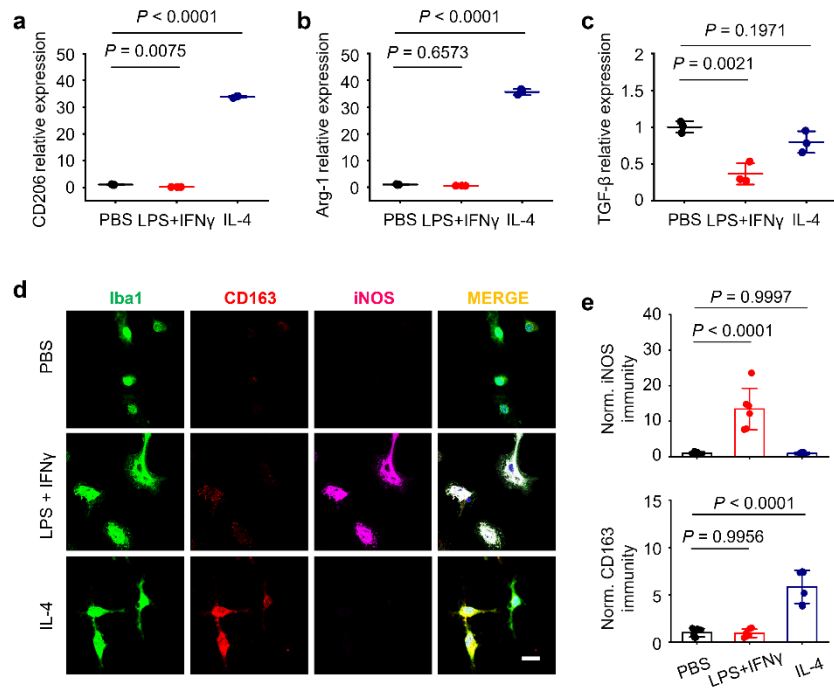 a
P < 0.0001
P = 0.0075
CD206 relative expression
50
40
30
20
10
0
PBS LPS+IFNγ IL-4
b
P < 0.0001
P = 0.6573
Arg-1 relative expression
50
40
30
20
10
0
PBS LPS+IFNγ IL-4
c
P = 0.1971
P = 0.0021
TGF-β relative expression
2
1.5
1
0.5
0
PBS LPS+IFNγ IL-4
d
Iba1 CD163 iNOS MERGE
PBS
LPS + IFNγ
IL-4
e
P = 0.9997
P < 0.0001
Norm. iNOS
immunity
40
30
20
10
0
P < 0.0001
P = 0.9956
Norm. CD163
immunity
15
10
5
0
PBS LPS+IFNγ IL-4